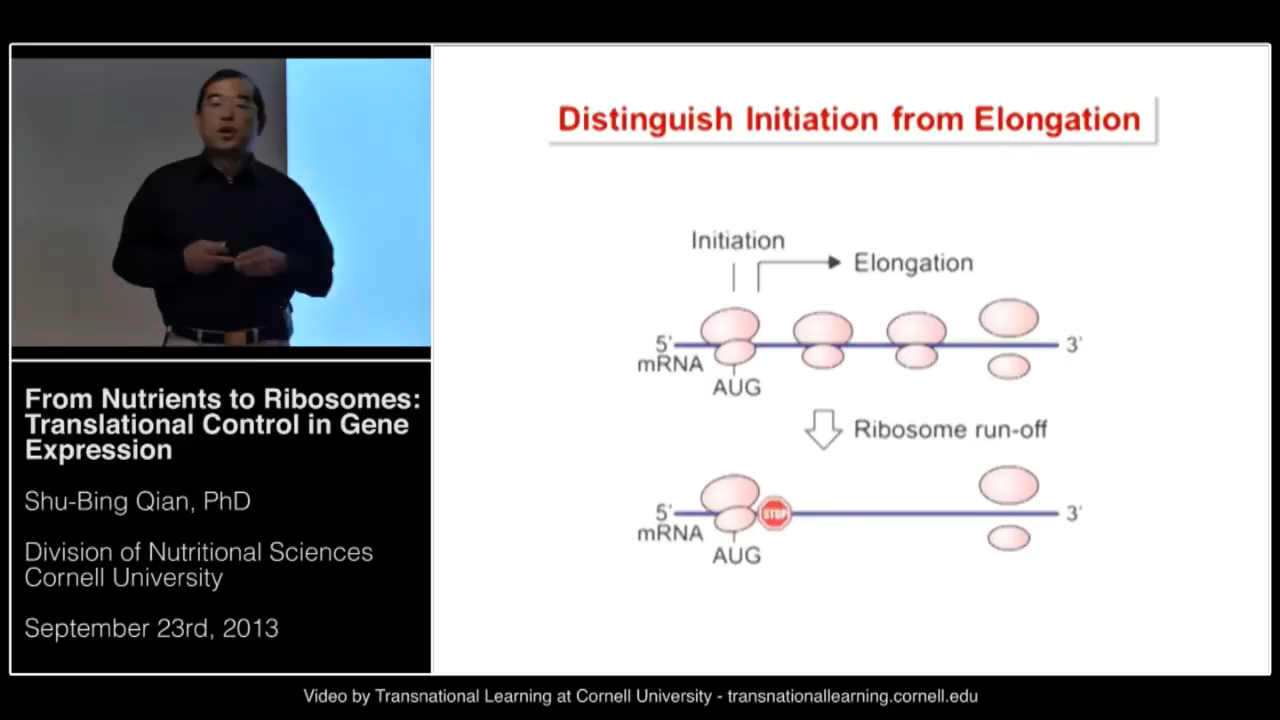 Distinguish Initiation from Elongation
Initiation
Elongation
5'
3'
mRNA
AUG
Ribosome run-off
5'
STOP
3'
mRNA
AUG
From Nutrients to Ribosomes:
Translational Control in Gene
Expression
Shu-Bing Qian, PhD
Division of Nutritional Sciences
Cornell University
September 23rd, 2013
Video by Transnational Learning at Cornell University - transnationallearning.cornell.edu